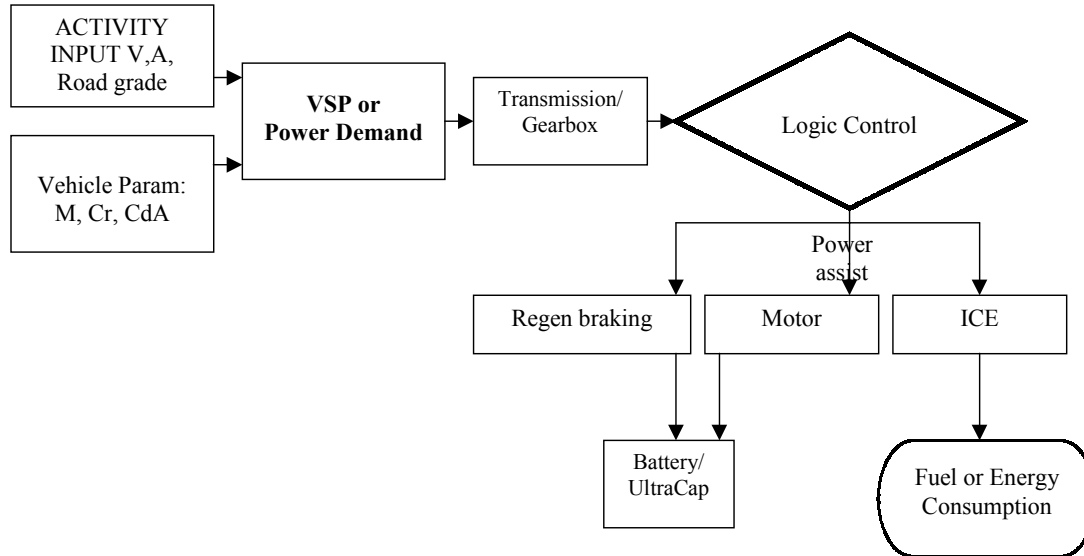 ACTIVITY
INPUT V,A,
Road grade
VSP or
Power Demand
Transmission/
Gearbox
Logic Control
Vehicle Param:
M, Cr, CdA
Power
assist
Regen braking
Motor
ICE
Battery/
UltraCap
Fuel or Energy
Consumption